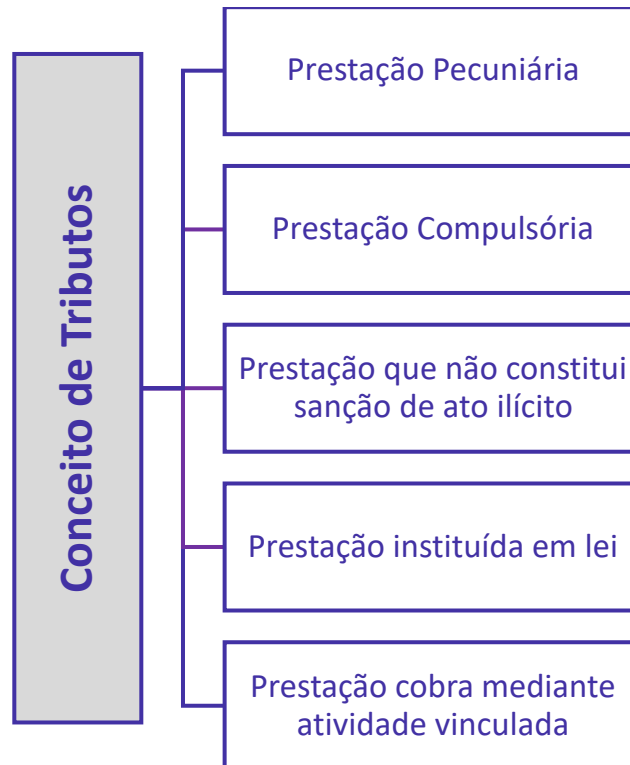 Conceito de Tributos
Prestação Pecuniária
Prestação Compulsória
Prestação que não constitui
sanção de ato ilícito
Prestação instituída em lei
Prestação cobra mediante
atividade vinculada